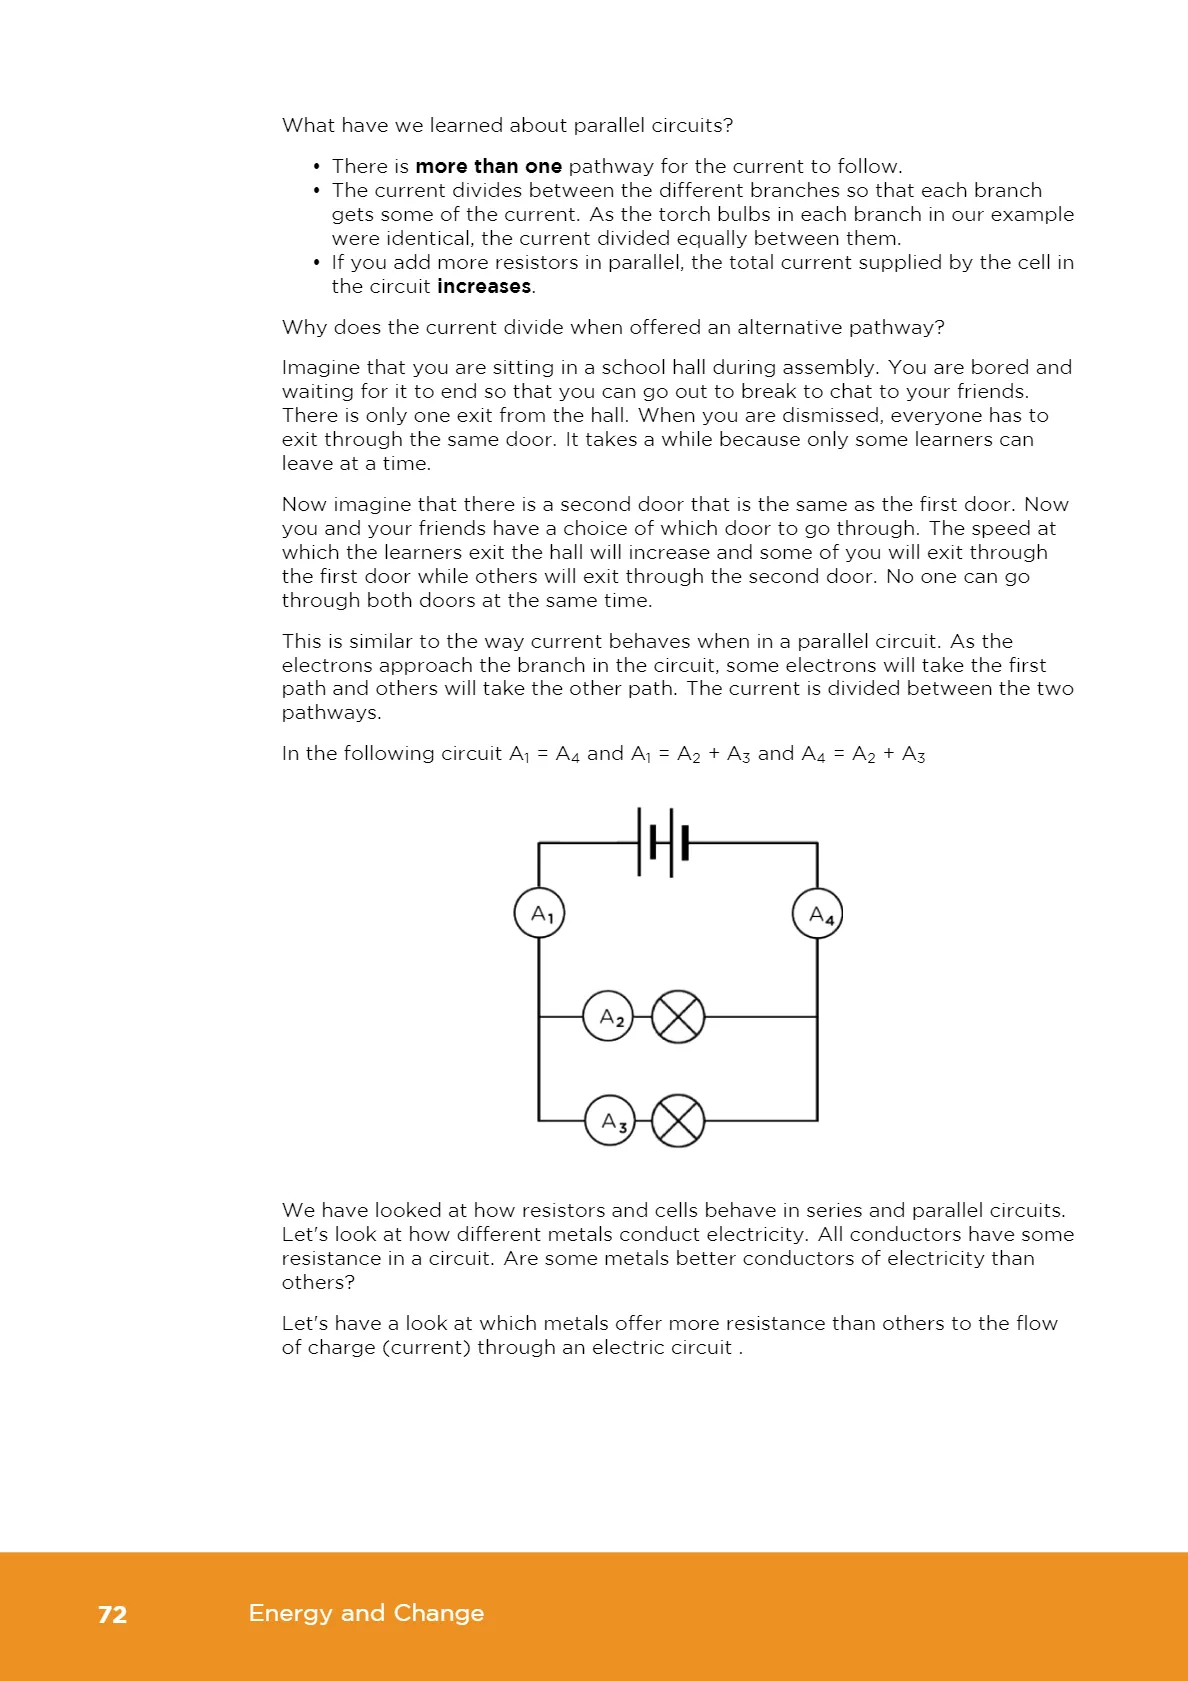 What have we learned about parallel circuits?
• There is more than one pathway for the current to follow.
• The current divides between the different branches so that each branch
gets some of the current. As the torch bulbs in each branch in our example
were identical, the current divided equally between them.
• If you add more resistors in parallel, the total current supplied by the cell in
the circuit increases.
Why does the current divide when offered an alternative pathway?
Imagine that you are sitting in a school hall during assembly. You are bored and
waiting for it to end so that you can go out to break to chat to your friends.
There is only one exit from the hall. When you are dismissed, everyone has to
exit through the same door. It takes a while because only some learners can
leave at a time.
Now imagine that there is a second door that is the same as the first door. Now
you and your friends have a choice of which door to go through. The speed at
which the learners exit the hall will increase and some of you will exit through
the first door while others will exit through the second door. No one can go
through both doors at the same time.
This is similar to the way current behaves when in a parallel circuit. As the
electrons approach the branch in the circuit, some electrons will take the first
path and others will take the other path. The current is divided between the two
pathways.
In the following circuit A₁ = A₄ and A₁ = A₂ + A₃ and A₄ = A₂ + A₃
A₁
A₄
A₂
A₃
We have looked at how resistors and cells behave in series and parallel circuits.
Let's look at how different metals conduct electricity. All conductors have some
resistance in a circuit. Are some metals better conductors of electricity than
others?
Let's have a look at which metals offer more resistance than others to the flow
of charge (current) through an electric circuit .
72 Energy and Change